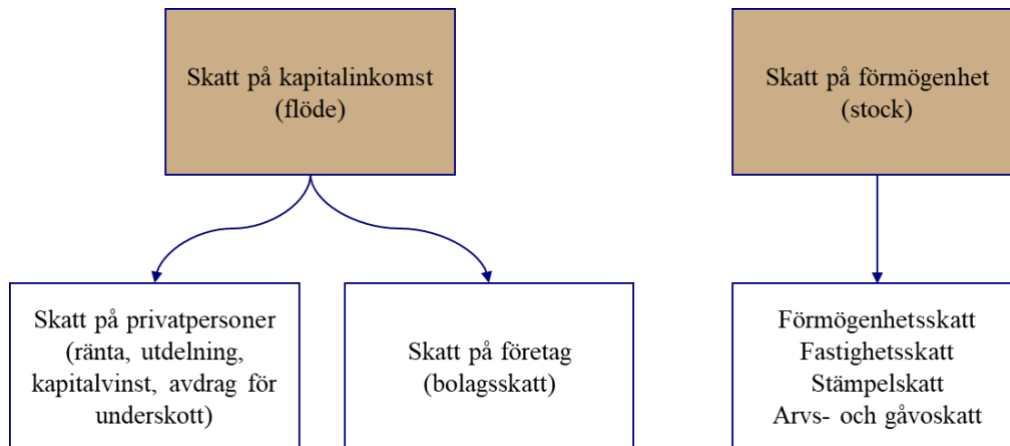 Skatt på kapitalinkomst
(flöde)
Skatt på förmögenhet
(stock)
Skatt på privatpersoner
(ränta, utdelning,
kapitalvinst, avdrag för
underskott)
Skatt på företag
(bolagsskatt)
Förmögenhetsskatt
Fastighetsskatt
Stämpelskatt
Arvs- och gåvoskatt